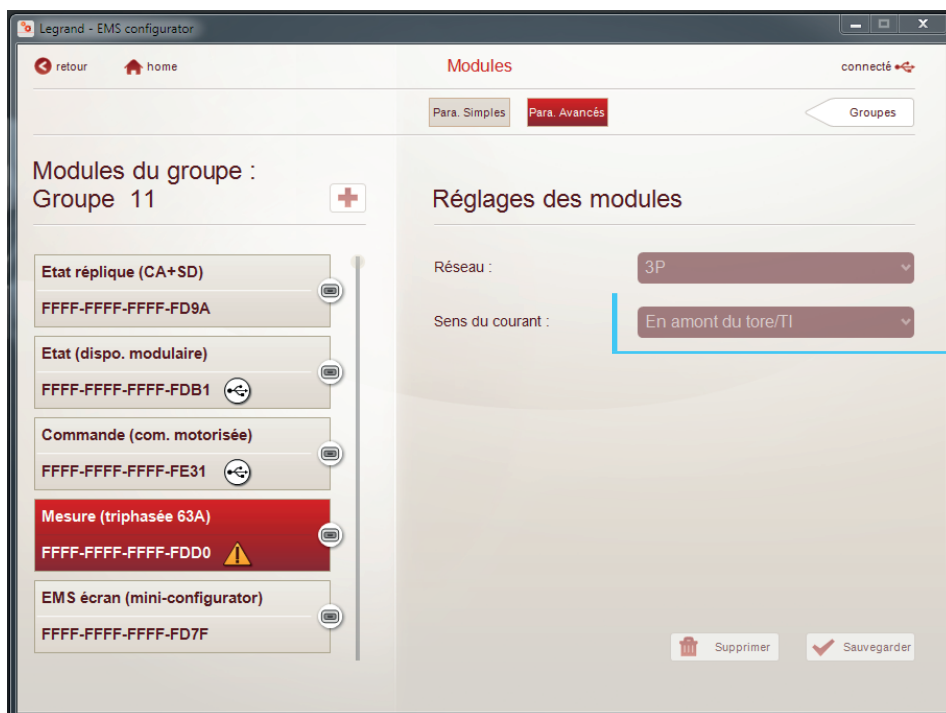 Legrand - EMS configurator
retour
home
Modules
connecté
Para. Simples
Para. Avancés
Groupes
Modules du groupe :
Groupe 11
Etat réplique (CA+SD)
FFFF-FFFF-FFFF-FD9A
Etat (dispo. modulaire)
FFFF-FFFF-FFFF-FDB1
Commande (com. motorisée)
FFFF-FFFF-FFFF-FE31
Mesure (triphasée 63A)
FFFF-FFFF-FFFF-FDD0
EMS écran (mini-configurator)
FFFF-FFFF-FFFF-FD7F
Réglages des modules
Réseau :
3P
Sens du courant :
En amont du tore/TI
Supprimer
Sauvegarder